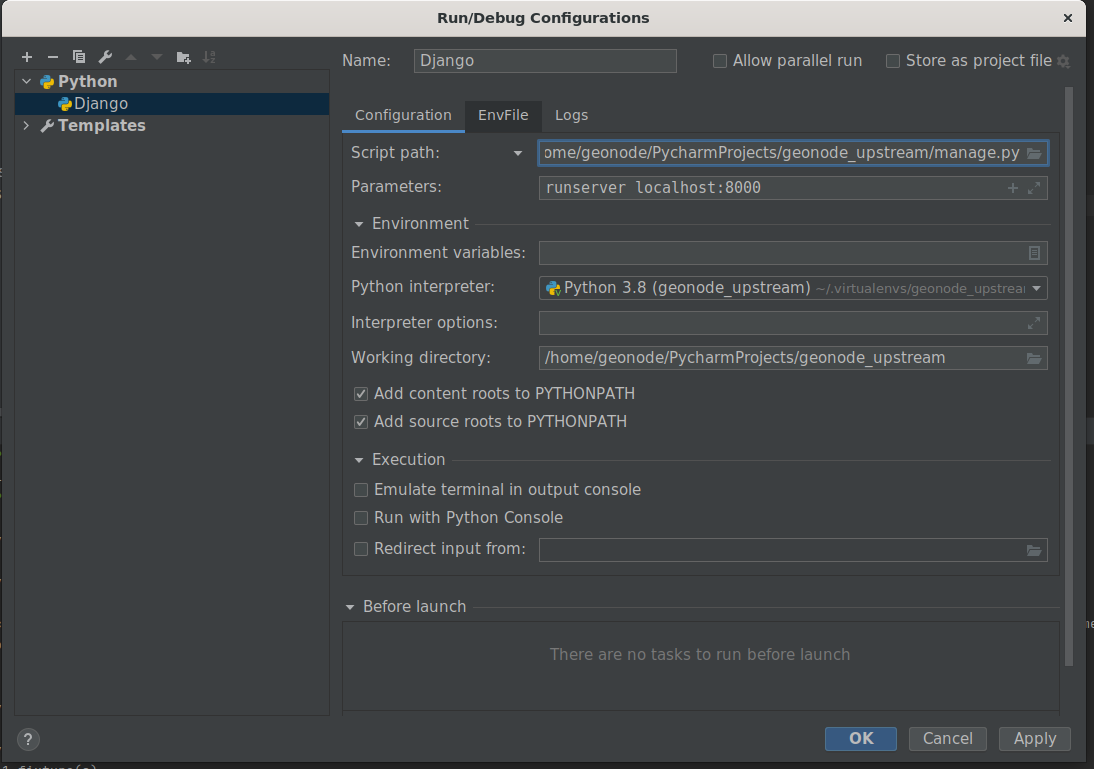 Run/Debug Configurations
Name: Django Allow parallel run Store as project file
Python
Django
Templates
Configuration EnvFile Logs
Script path: ome/geonode/PycharmProjects/geonode_upstream/manage.py
Parameters: runserver localhost:8000
Environment
Environment variables:
Python interpreter: Python 3.8 (geonode_upstream) ~/.virtualenvs/geonode_upstrea
Interpreter options:
Working directory: /home/geonode/PycharmProjects/geonode_upstream
Add content roots to PYTHONPATH
Add source roots to PYTHONPATH
Execution
Emulate terminal in output console
Run with Python Console
Redirect input from:
Before launch
There are no tasks to run before launch
? OK Cancel Apply